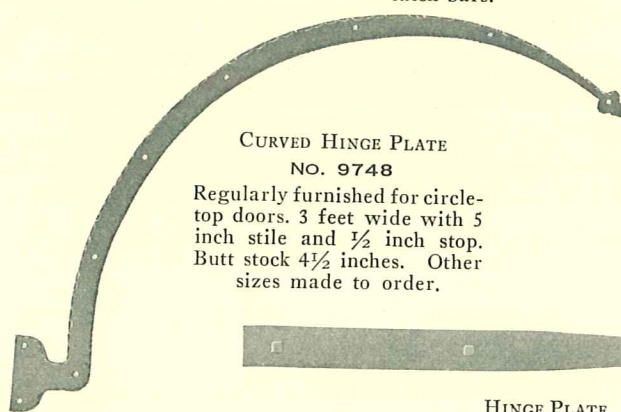 CURVED HINGE PLATE
NO. 9748
Regularly furnished for circle-
top doors. 3 feet wide with 5
inch stile and ½ inch stop.
Butt stock 4½ inches. Other
sizes made to order.
HINGE PLATE